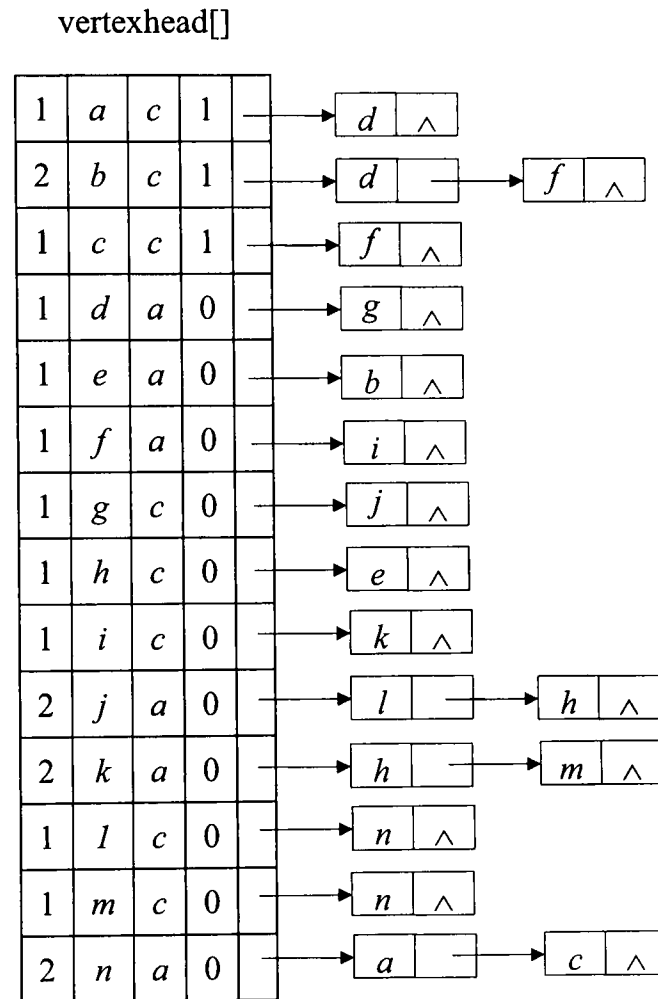 vertexhead[]
1 a c 1 d ∧
2 b c 1 d f ∧
1 c c 1 f ∧
1 d a 0 g ∧
1 e a 0 b ∧
1 f a 0 i ∧
1 g c 0 j ∧
1 h c 0 e ∧
1 i c 0 k ∧
2 j a 0 l h ∧
2 k a 0 h m ∧
1 l c 0 n ∧
1 m c 0 n ∧
2 n a 0 a c ∧